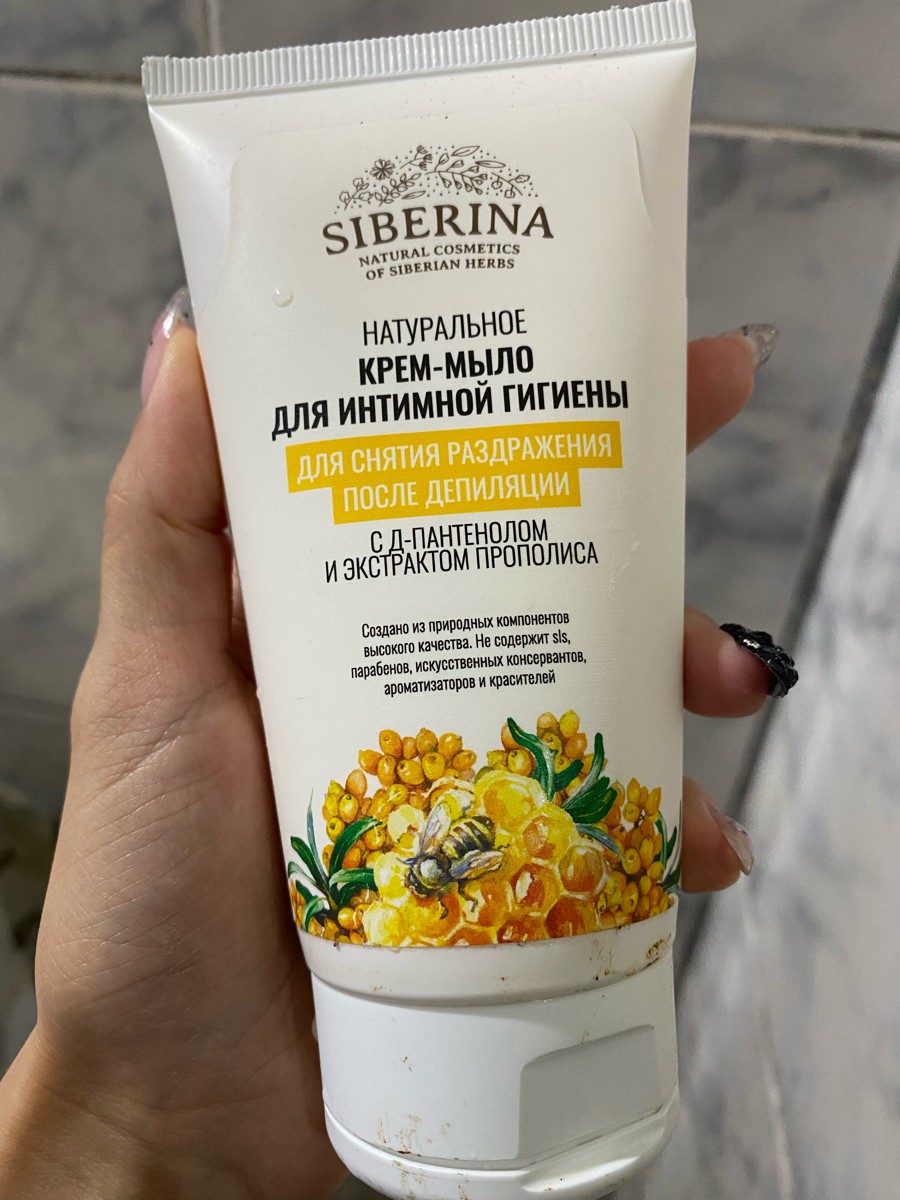 SIBERINA
NATURAL COSMETICS
OF SIBERIAN HERBS
НАТУРАЛЬНОЕ
КРЕМ-МЫЛО
ДЛЯ ИНТИМНОЙ ГИГИЕНЫ
ДЛЯ СНЯТИЯ РАЗДРАЖЕНИЯ
ПОСЛЕ ДЕПИЛЯЦИИ
С Д-ПАНТЕНОЛОМ
И ЭКСТРАКТОМ ПРОПОЛИСА
Создано из природных компонентов
высокого качества. Не содержит sls,
парабенов, искусственных консервантов,
ароматизаторов и красителей